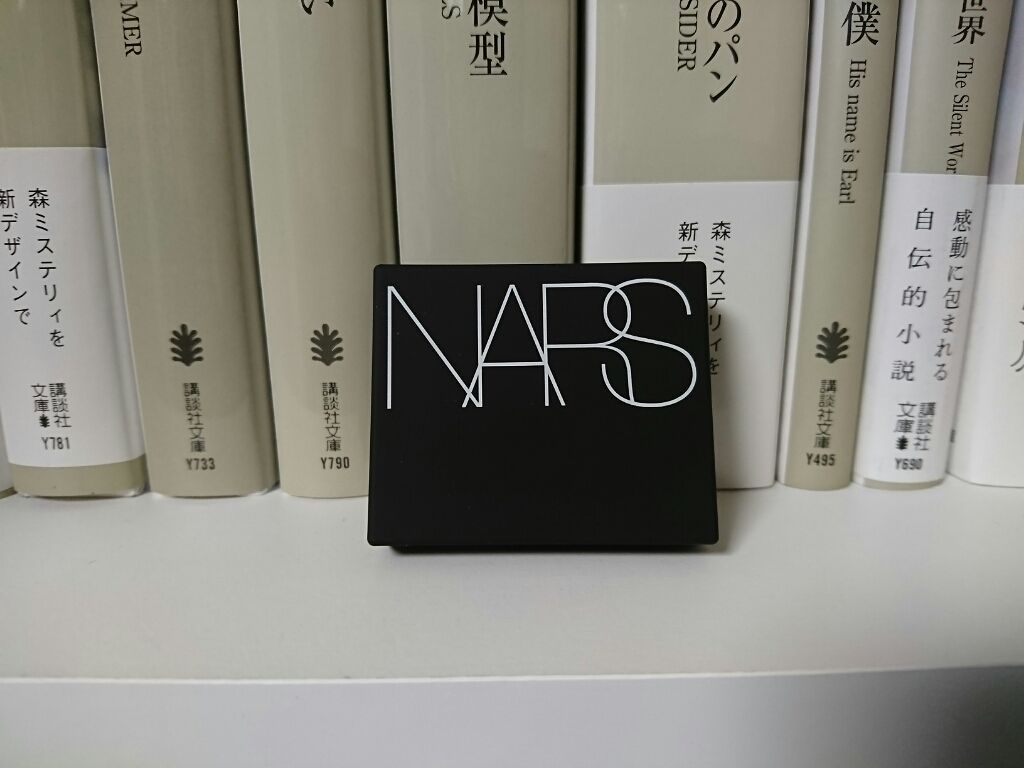 NARS
MER
い
模型
S
のパン
SIDER
僕
His name is Earl
世界
The Silent Wor
森ミステリィを
新デザインで
講談社
文庫
Y781
講談社文庫
Y733
講談社文庫
Y790
森ミステリィを
新デ
講談社文庫
Y495
感動に包まれる
自伝的小説
講談社
文庫
Y690